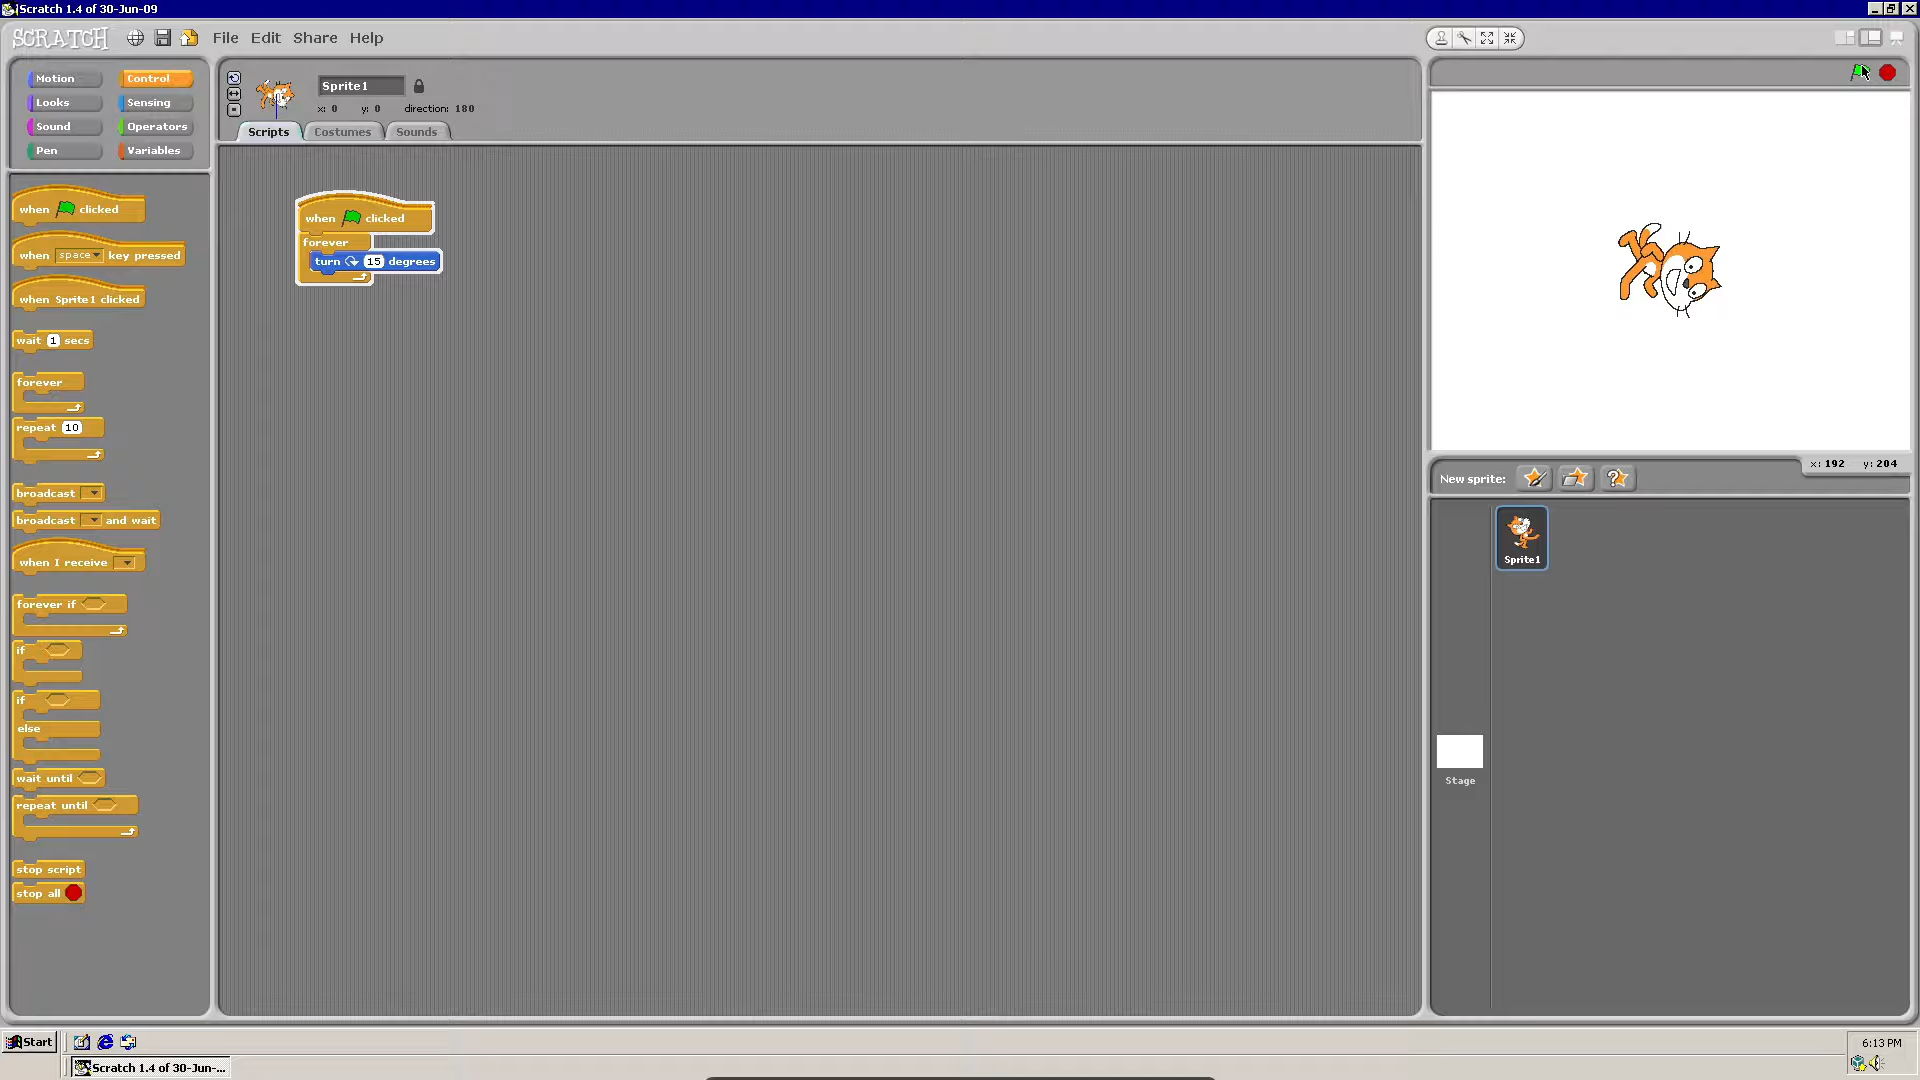 Scratch 1.4 of 30-Jun-09
SCRATCH File Edit Share Help
Motion Control
Looks Sensing
Sound Operators
Pen Variables
when clicked
when space key pressed
when Sprite1 clicked
wait 1 secs
forever
repeat 10
broadcast
broadcast and wait
when I receive
forever if
if
if
else
wait until
repeat until
stop script
stop all
Sprite1
x: 0 y: 0 direction: 180
Scripts Costumes Sounds
when clicked
forever
turn 15 degrees
x: 192 y: 204
New sprite:
Sprite1
Stage
Start
Scratch 1.4 of 30-Jun-...
6:13 PM